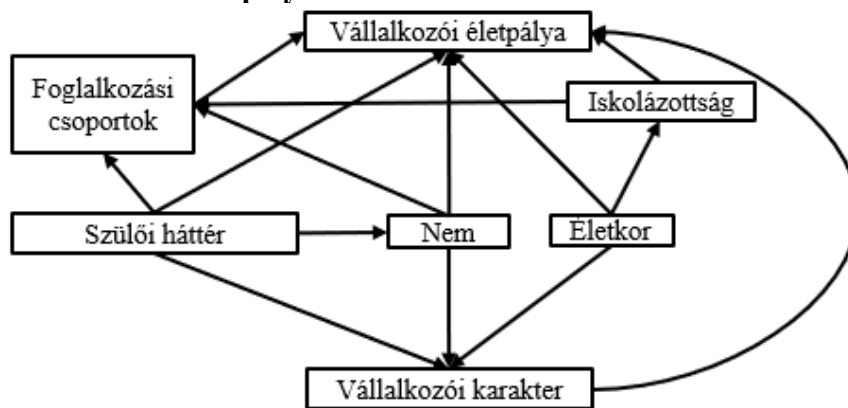 Vállalkozói életpálya
Foglalkozási
csoportok
Iskolázottság
Szülői háttér
Nem
Életkor
Vállalkozói karakter